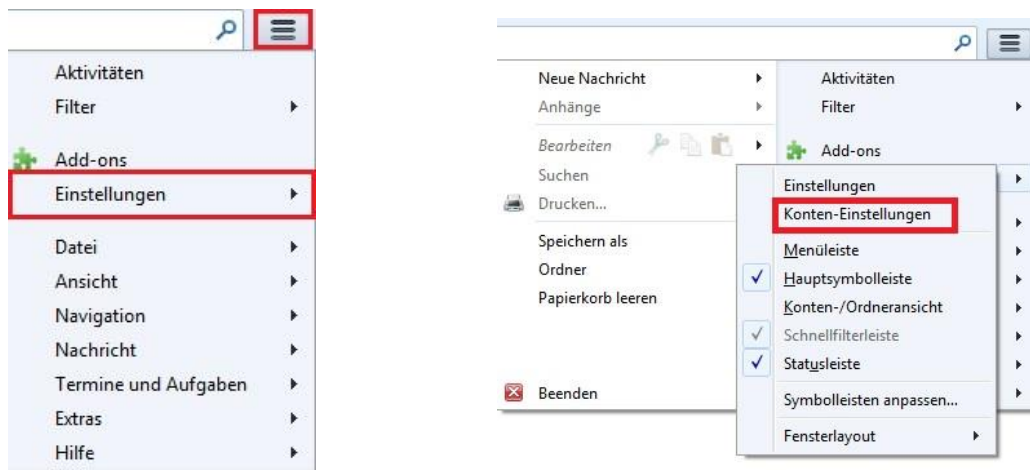 Aktivitäten
Filter
Add-ons
Einstellungen
Datei
Ansicht
Navigation
Nachricht
Termine und Aufgaben
Extras
Hilfe
Neue Nachricht
Anhänge
Bearbeiten
Suchen
Drucken...
Speichern als
Ordner
Papierkorb leeren
Beenden
Aktivitäten
Filter
Add-ons
Einstellungen
Konten-Einstellungen
Menüleiste
Hauptsymbolleiste
Konten-/Ordneransicht
Schnellfilterleiste
Statusleiste
Symbolleisten anpassen...
Fensterlayout